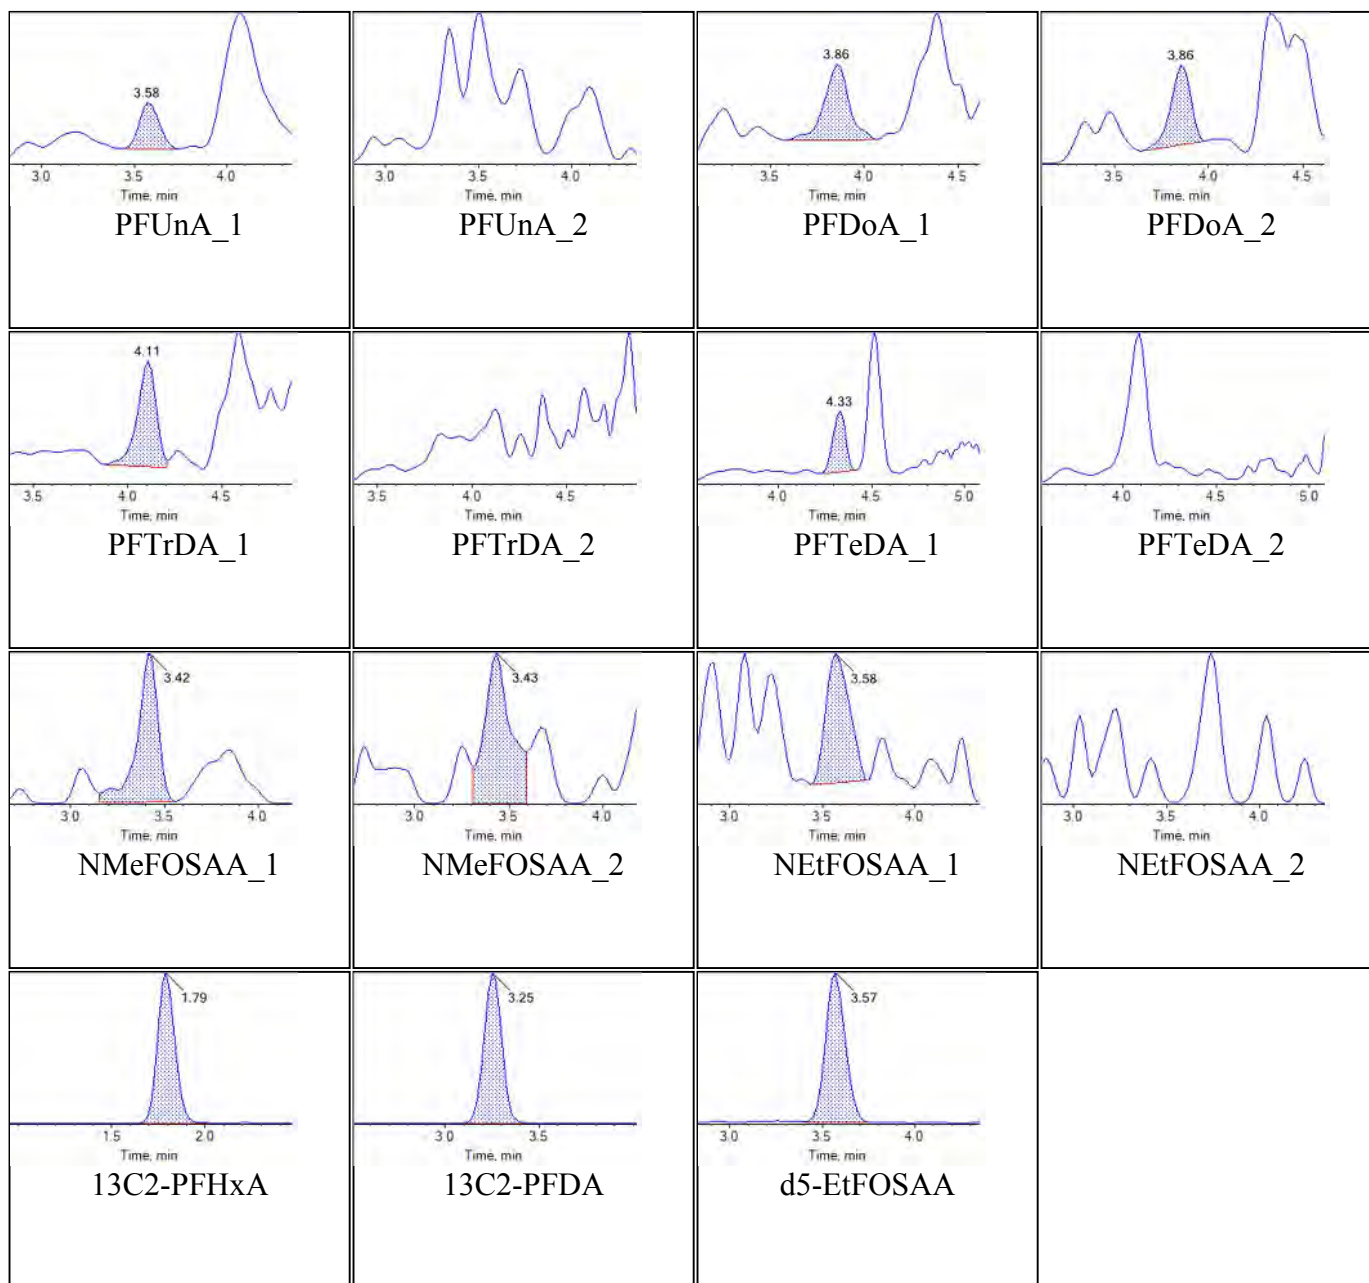 3.58
3.0 3.5 4.0
Time, min
PFUnA_1
3.0 3.5 4.0
Time, min
PFUnA_2
3.86
3.5 4.0 4.5
Time, min
PFDoA_1
3.86
3.5 4.0 4.5
Time, min
PFDoA_2
4.11
3.5 4.0 4.5
Time, min
PFTrDA_1
3.5 4.0 4.5
Time, min
PFTrDA_2
4.33
4.0 4.5 5.0
Time, min
PFTeDA_1
4.0 4.5 5.0
Time, min
PFTeDA_2
3.42
3.0 3.5 4.0
Time, min
NMeFOSAA_1
3.43
3.0 3.5 4.0
Time, min
NMeFOSAA_2
3.58
3.0 3.5 4.0
Time, min
NEtFOSAA_1
3.0 3.5 4.0
Time, min
NEtFOSAA_2
1.79
1.5 2.0
Time, min
13C2-PFHxA
3.25
3.0 3.5
Time, min
13C2-PFDA
3.57
3.0 3.5 4.0
Time, min
d5-EtFOSAA